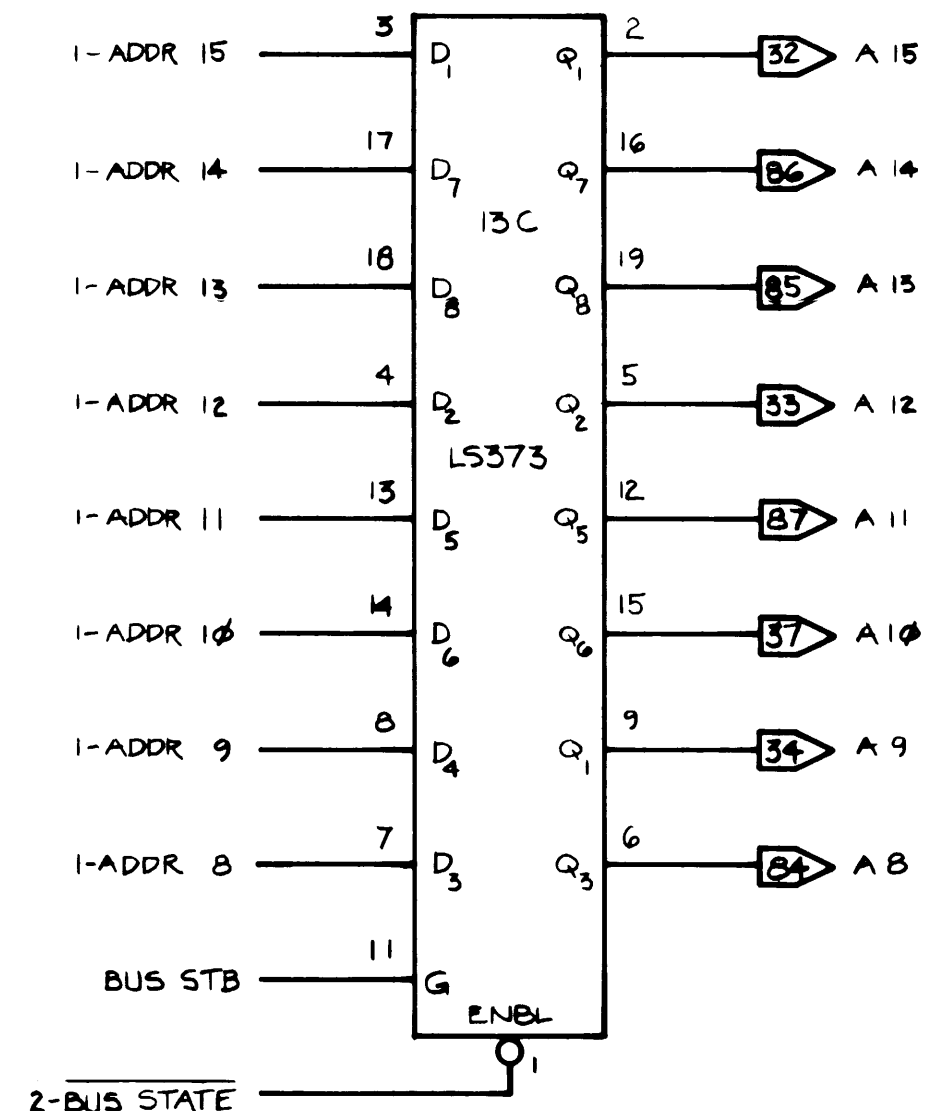 3 2
1-ADDR 15 D1 Q1 32 A 15
17 16
1-ADDR 14 D7 Q7 86 A 14
13C
18 19
1-ADDR 13 D8 Q8 85 A 13
4 5
1-ADDR 12 D2 Q2 33 A 12
LS373
13 12
1-ADDR 11 D5 Q5 87 A 11
14 15
1-ADDR 1Ø D6 Q6 37 A 1Ø
8 9
1-ADDR 9 D4 Q1 34 A 9
7 6
1-ADDR 8 D3 Q3 84 A 8
11
BUS STB G
ENBL
1
2-BUS STATE